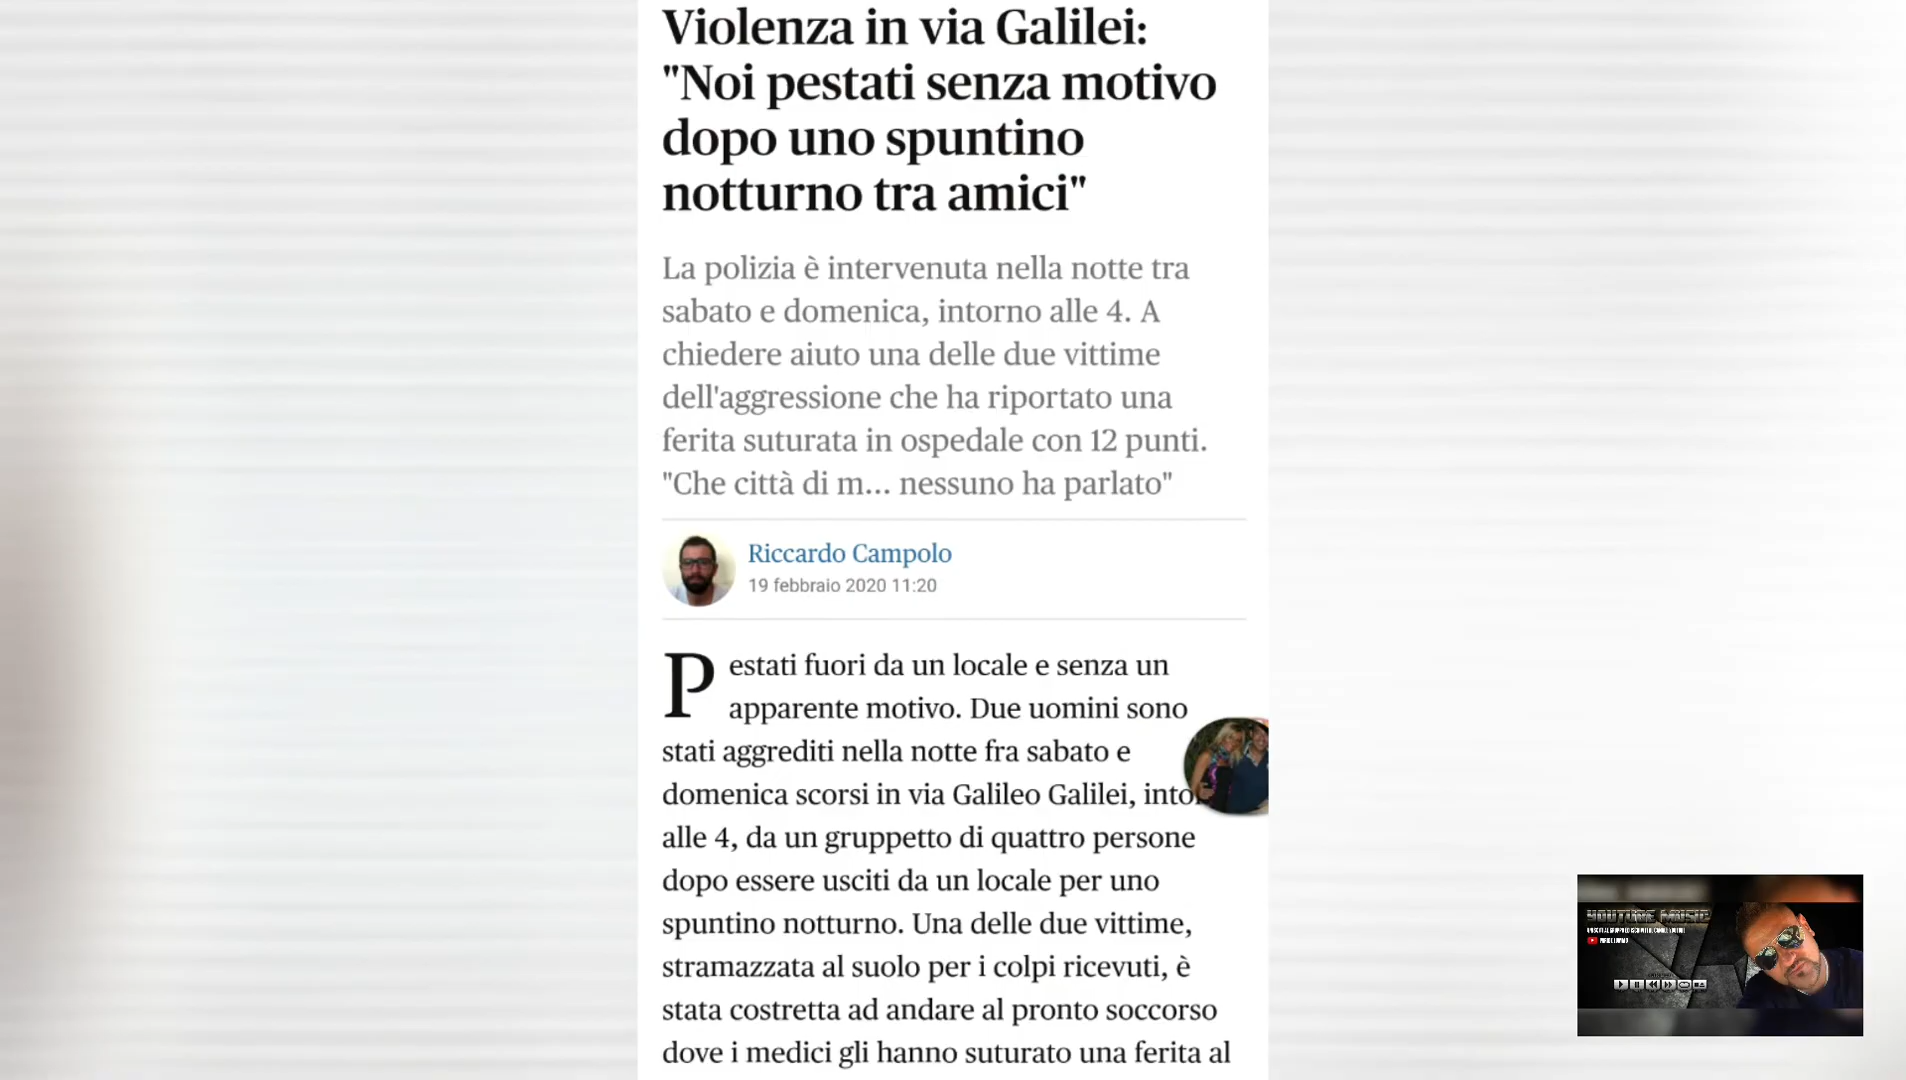 Violenza in via Galilei:
"Noi pestati senza motivo
dopo uno spuntino
notturno tra amici"
La polizia è intervenuta nella notte tra
sabato e domenica, intorno alle 4. A
chiedere aiuto una delle due vittime
dell'aggressione che ha riportato una
ferita suturata in ospedale con 12 punti.
"Che città di m... nessuno ha parlato"
Riccardo Campolo
19 febbraio 2020 11:20
Pestati fuori da un locale e senza un
apparente motivo. Due uomini sono
stati aggrediti nella notte fra sabato e
domenica scorsi in via Galileo Galilei,
alle 4, da un gruppetto di quattro persone
dopo essere usciti da un locale per uno
spuntino notturno. Una delle due vittime,
stramazzata al suolo per i colpi ricevuti, è
stata costretta ad andare al pronto soccorso
dove i medici gli hanno suturato una ferita al
YOUTUBE MUSIC